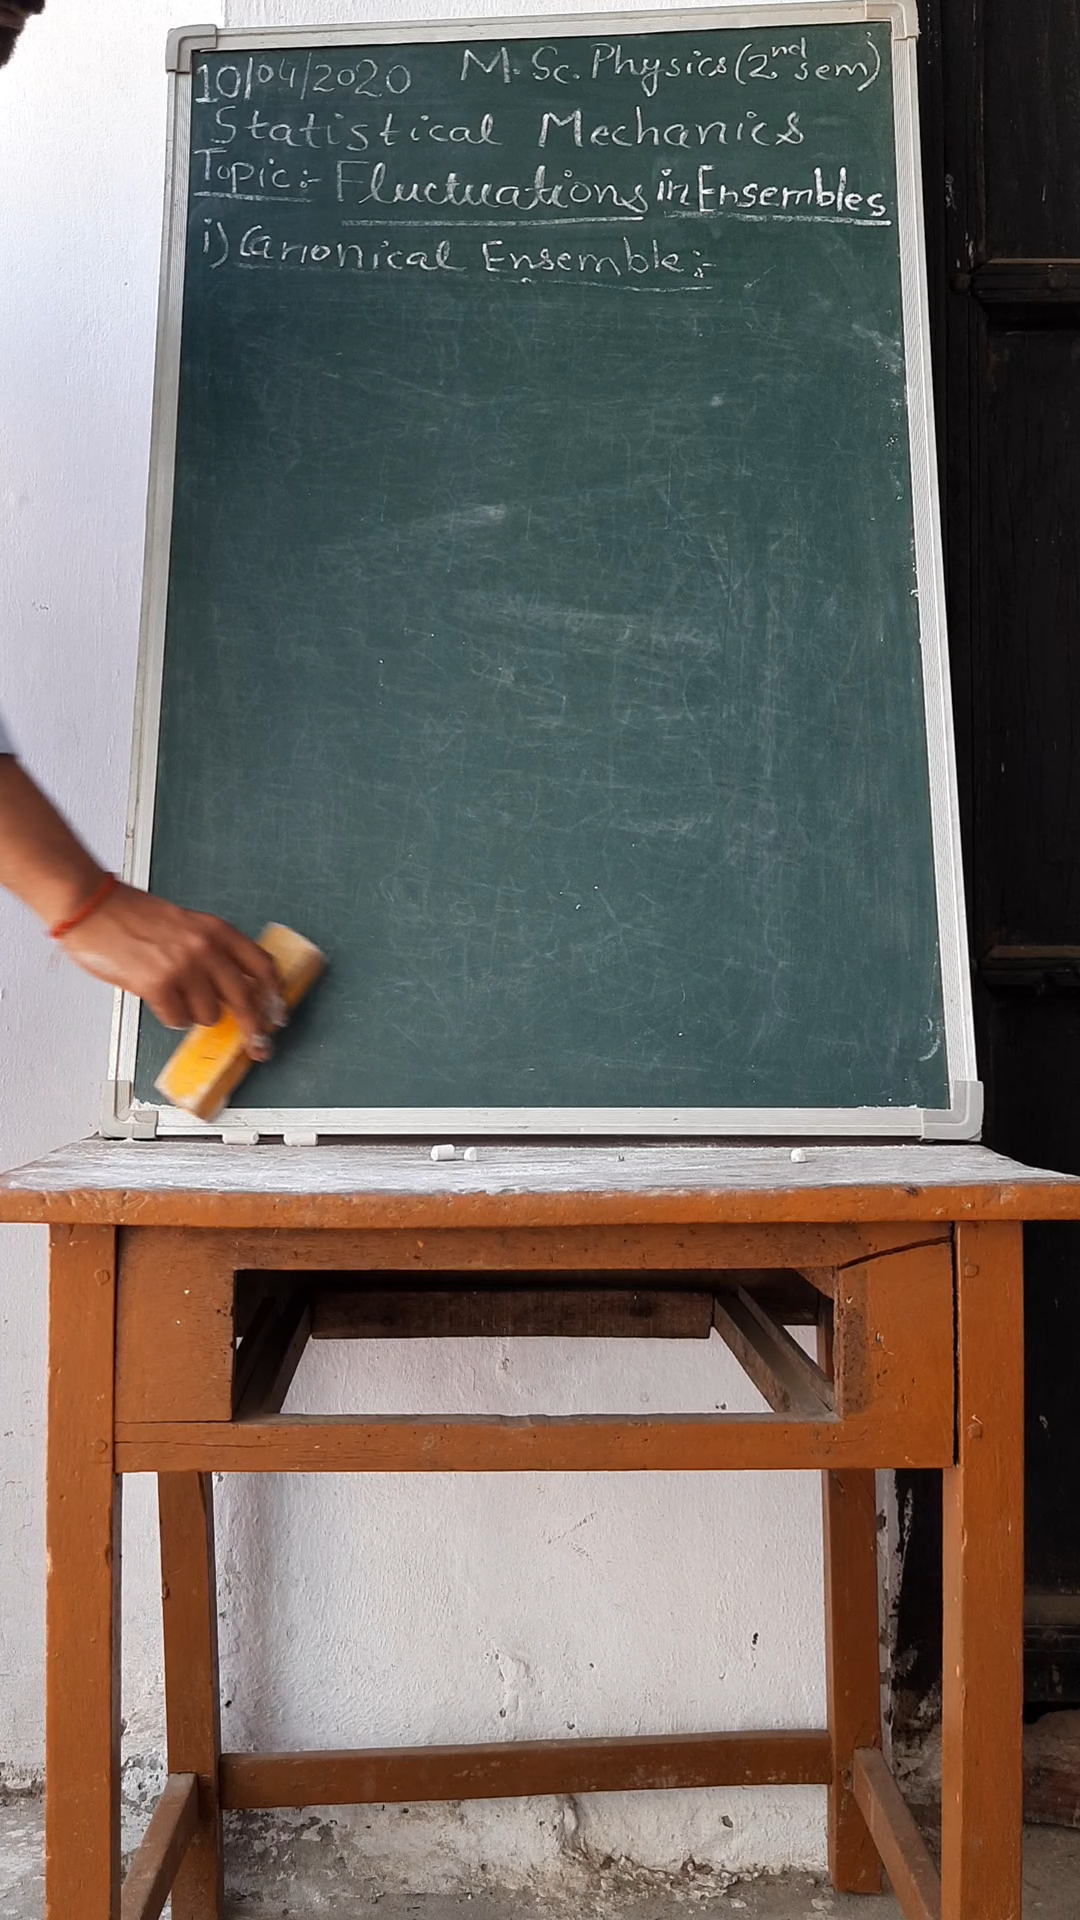 10/04/2020 M.Sc. Physics (2nd sem)
Statistical Mechanics
Topic:- Fluctuations in Ensembles
i) Canonical Ensemble:-